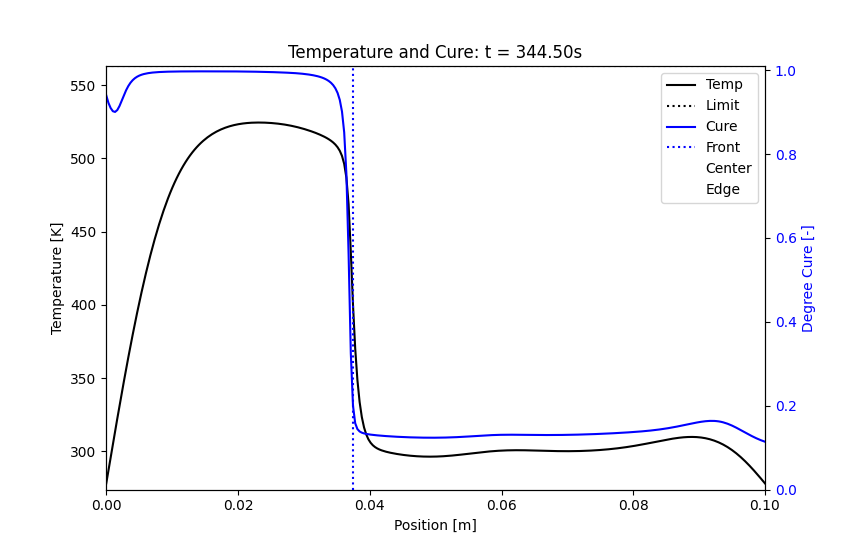 Temperature and Cure: t = 344.50s
Temperature [K]
550
500
450
400
350
300
Temp
Limit
Cure
Front
Center
Edge
1.0
0.8
0.6
0.4
0.2
0.0
Degree Cure [-]
0.00
0.02
0.04
0.06
0.08
0.10
Position [m]